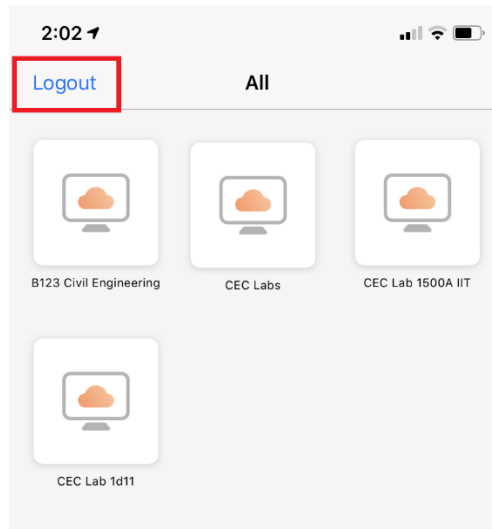 2:02
Logout
All
B123 Civil Engineering
CEC Labs
CEC Lab 1500A IIT
CEC Lab 1d11